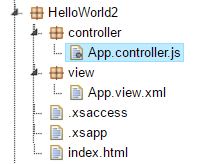 HelloWorld2
controller
App.controller.js
view
App.view.xml
.xsaccess
.xsapp
index.html